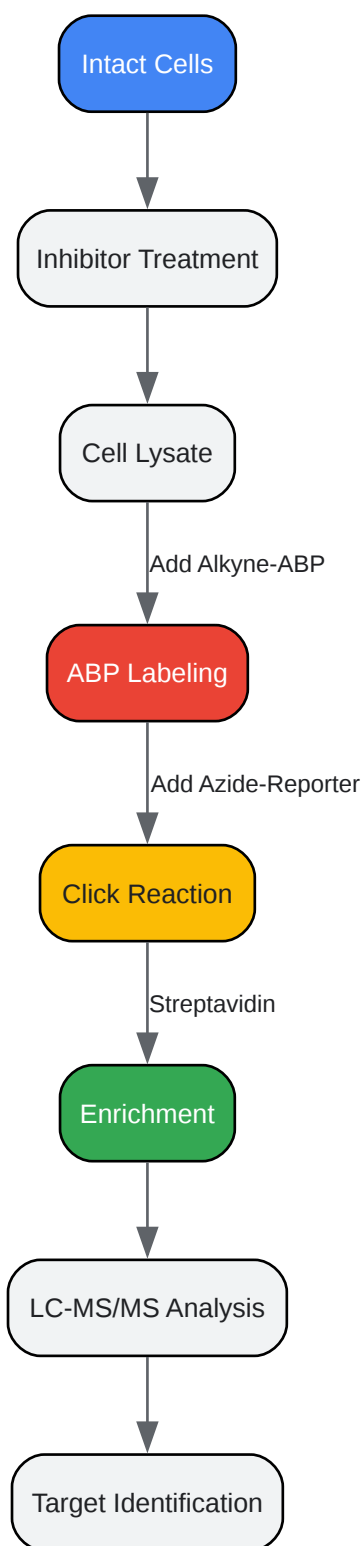 Intact Cells
Inhibitor Treatment
Cell Lysate
Add Alkyne-ABP
ABP Labeling
Add Azide-Reporter
Click Reaction
Streptavidin
Enrichment
LC-MS/MS Analysis
Target Identification